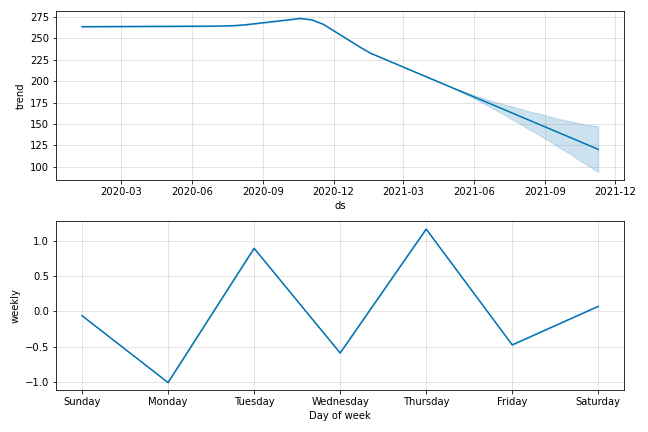 275
250
225
200
175
150
125
100
trend
2020-03 2020-06 2020-09 2020-12 2021-03 2021-06 2021-09 2021-12
ds
1.0
0.5
0.0
−0.5
−1.0
weekly
Sunday Monday Tuesday Wednesday Thursday Friday Saturday
Day of week